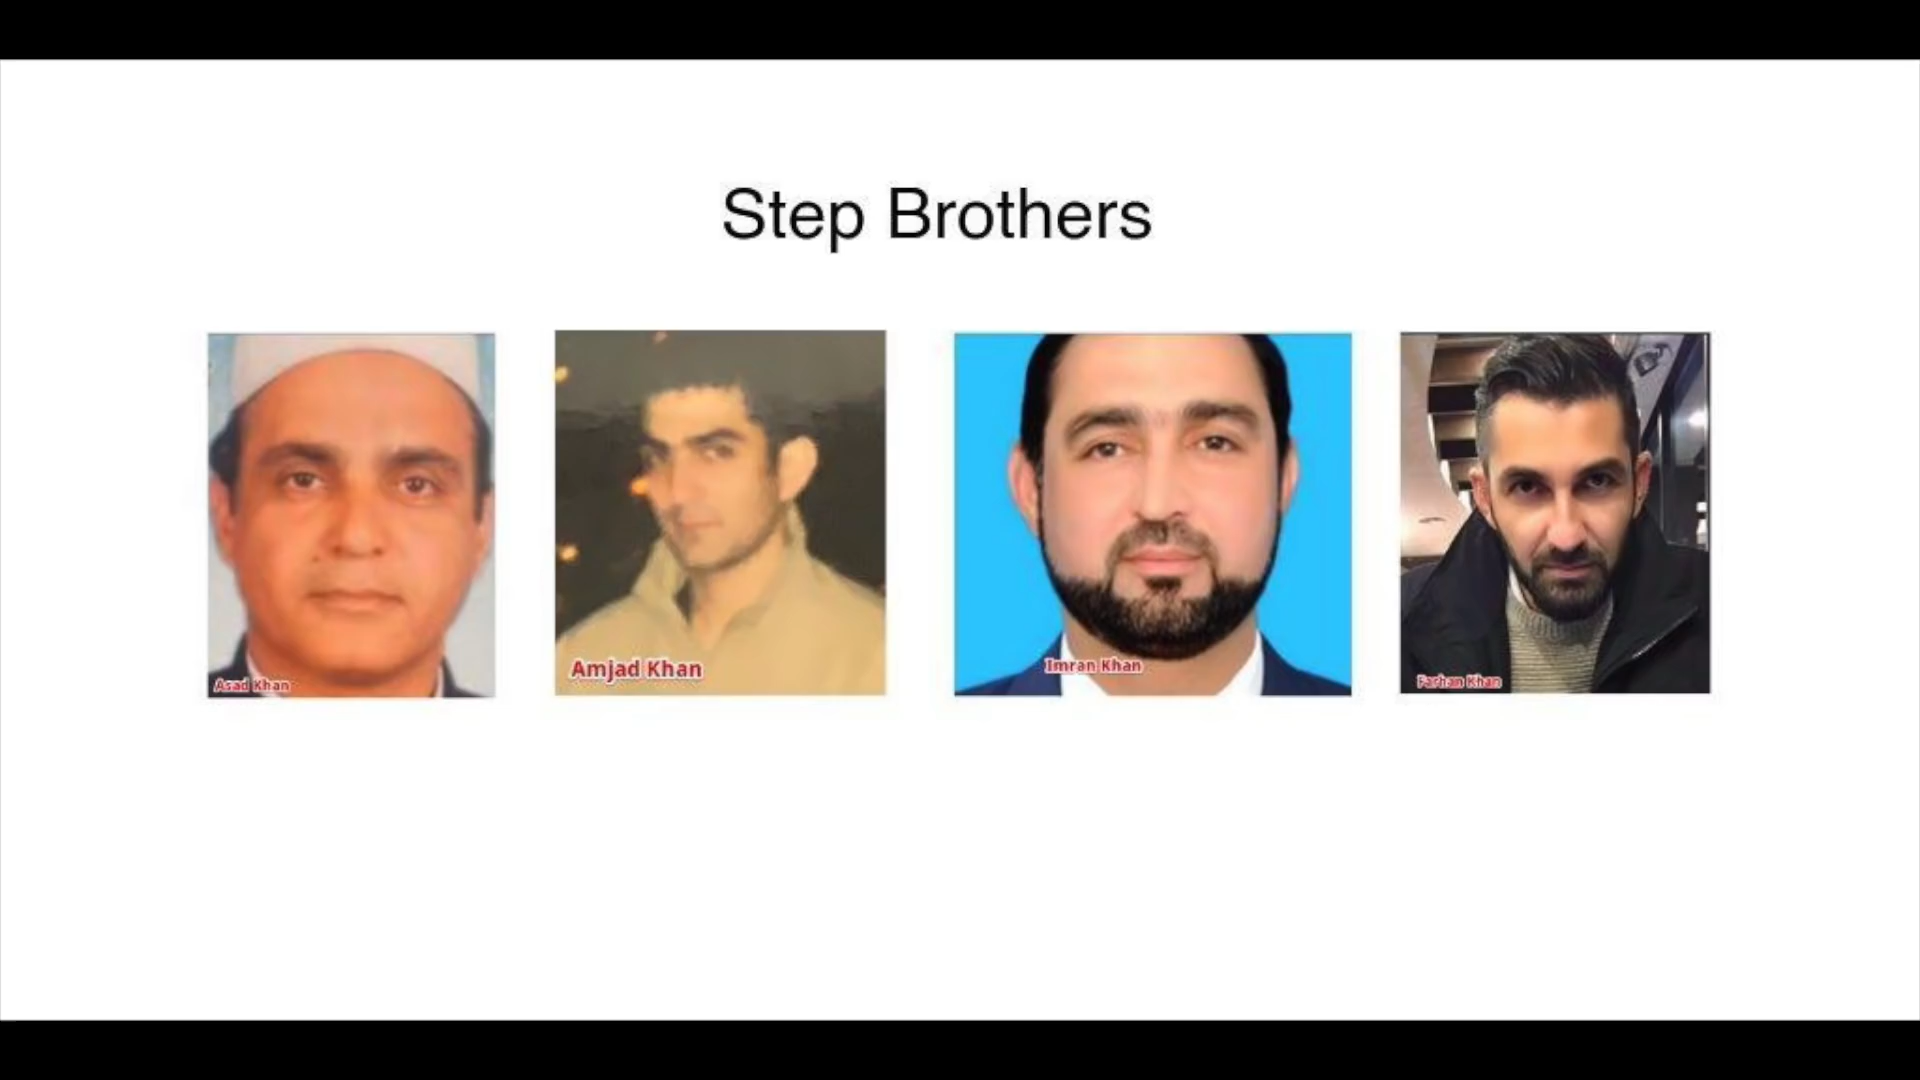 Step Brothers
Asad Khan
Amjad Khan
Imran Khan
Farhan Khan